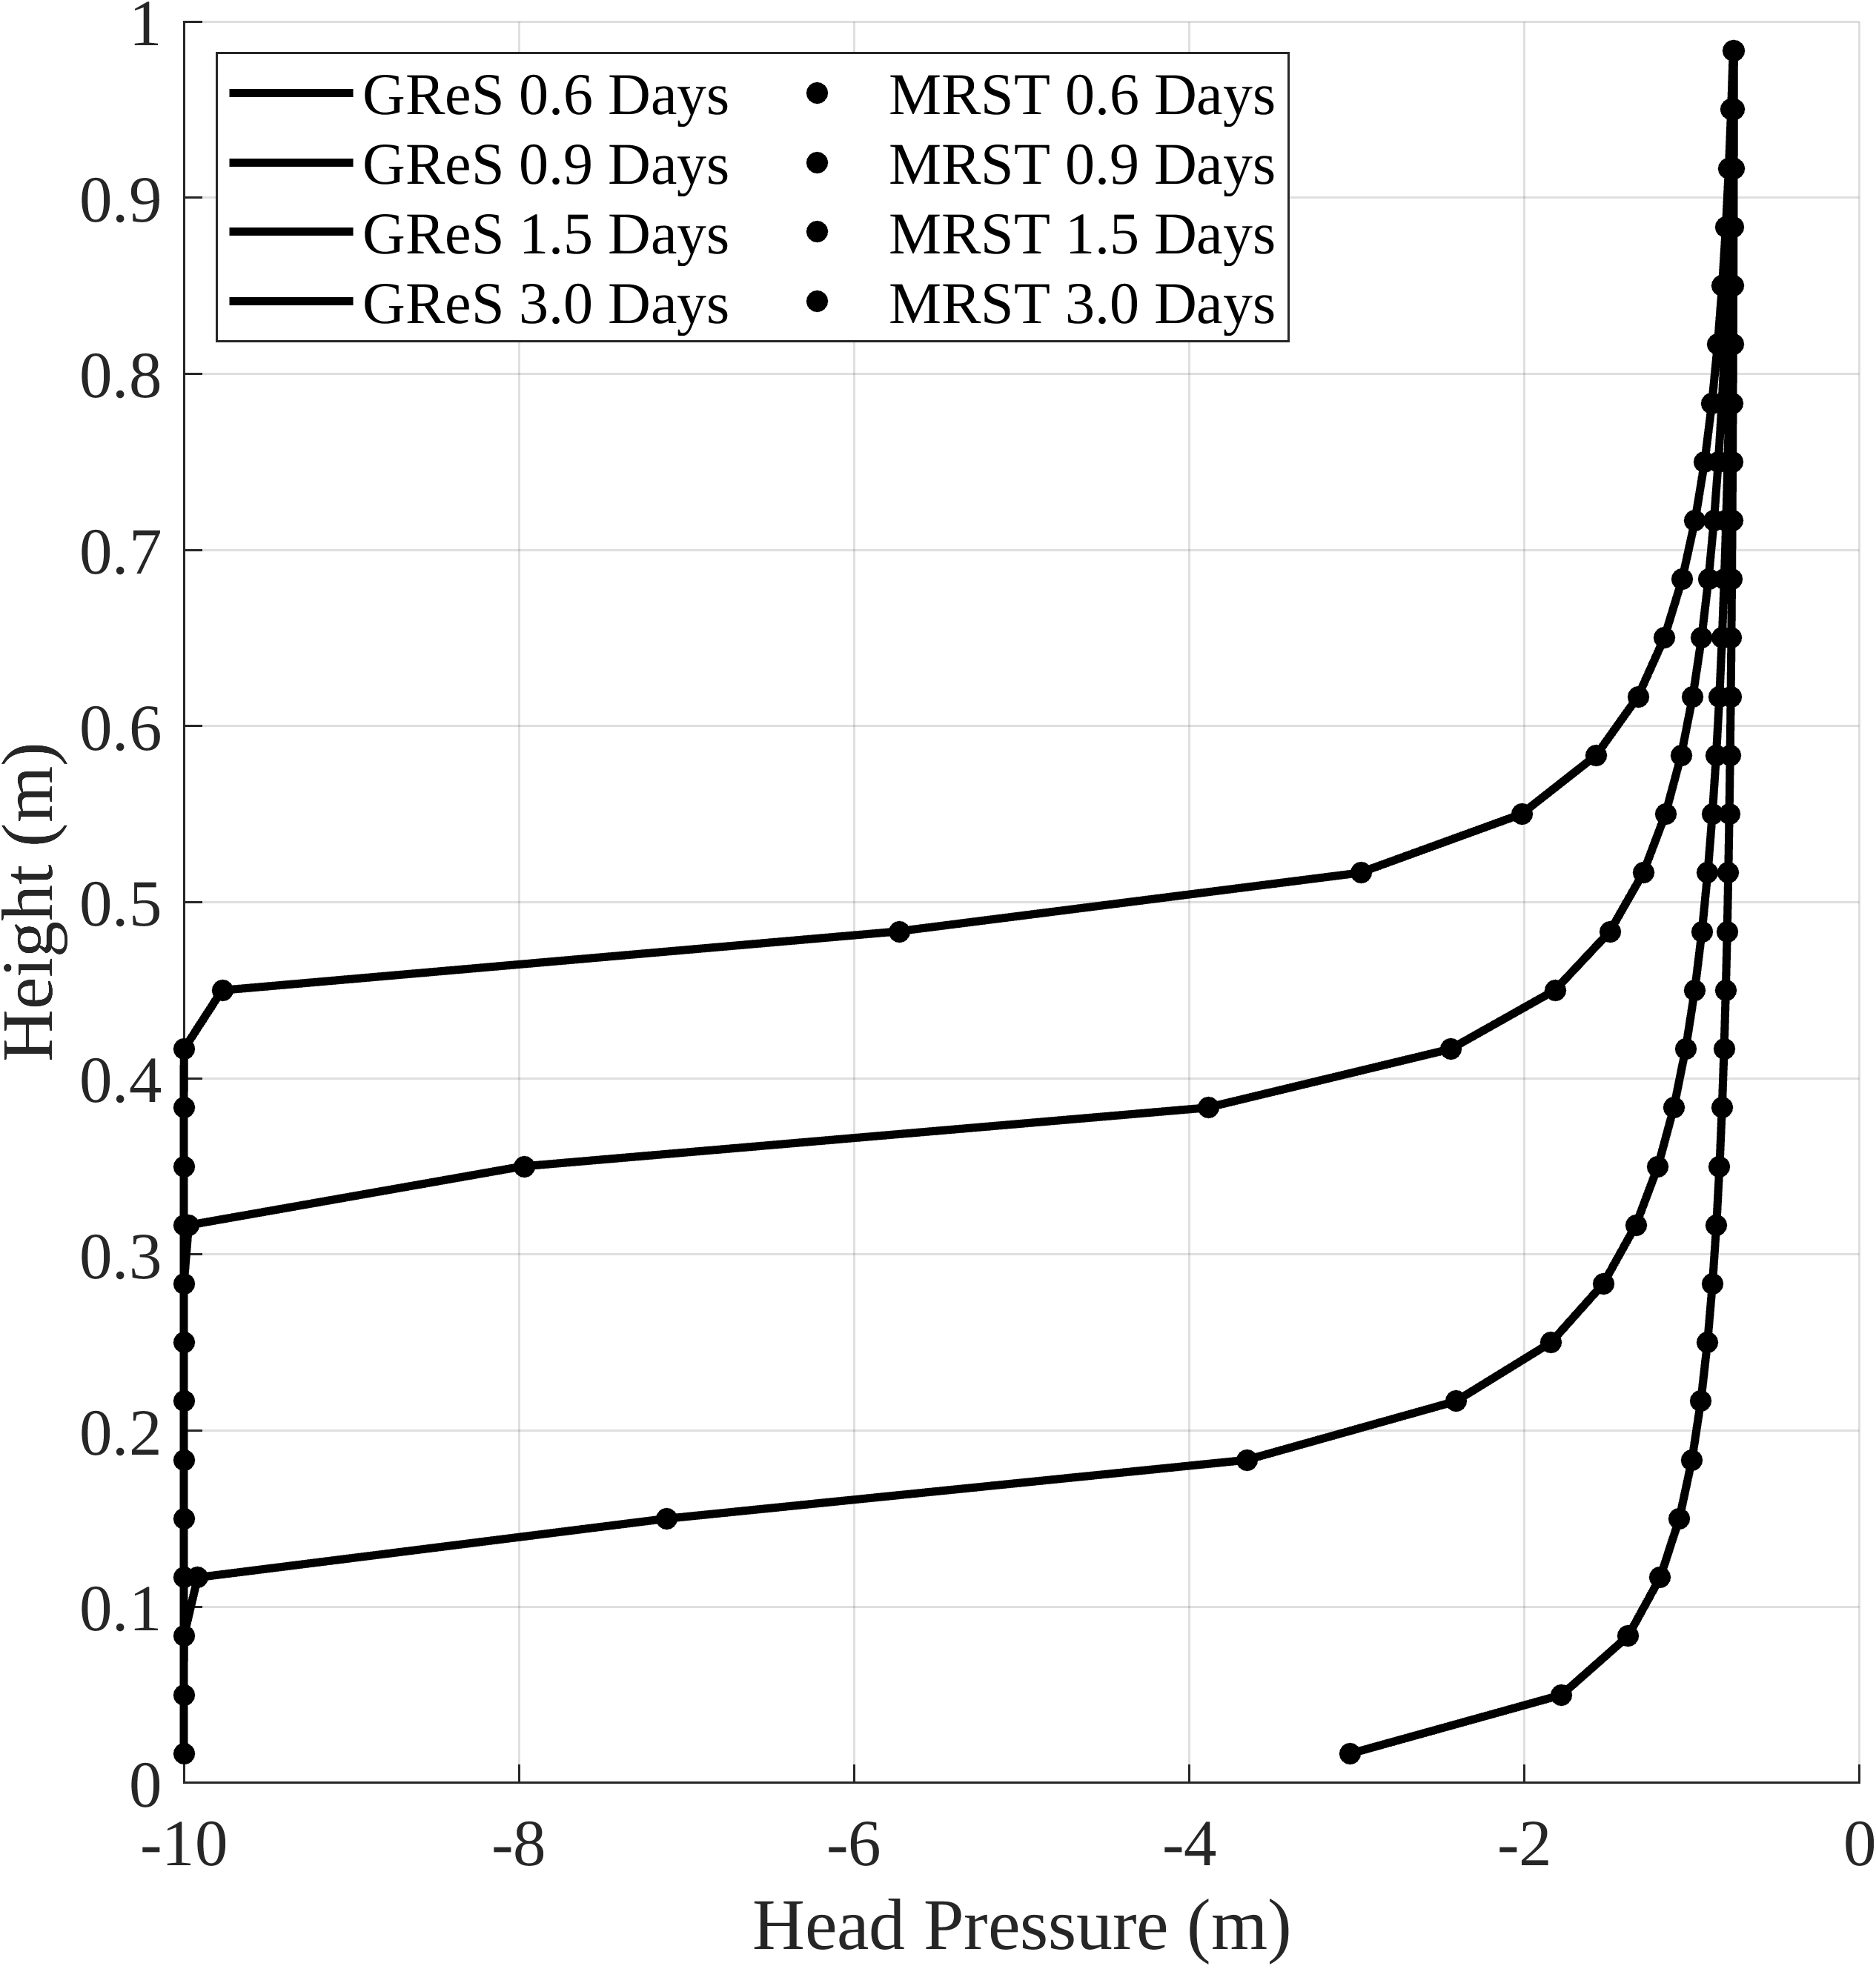 1
0.9
0.8
0.7
0.6
0.5
0.4
0.3
0.2
0.1
0
Height (m)
GReS 0.6 Days MRST 0.6 Days
GReS 0.9 Days MRST 0.9 Days
GReS 1.5 Days MRST 1.5 Days
GReS 3.0 Days MRST 3.0 Days
-10 -8 -6 -4 -2 0
Head Pressure (m)